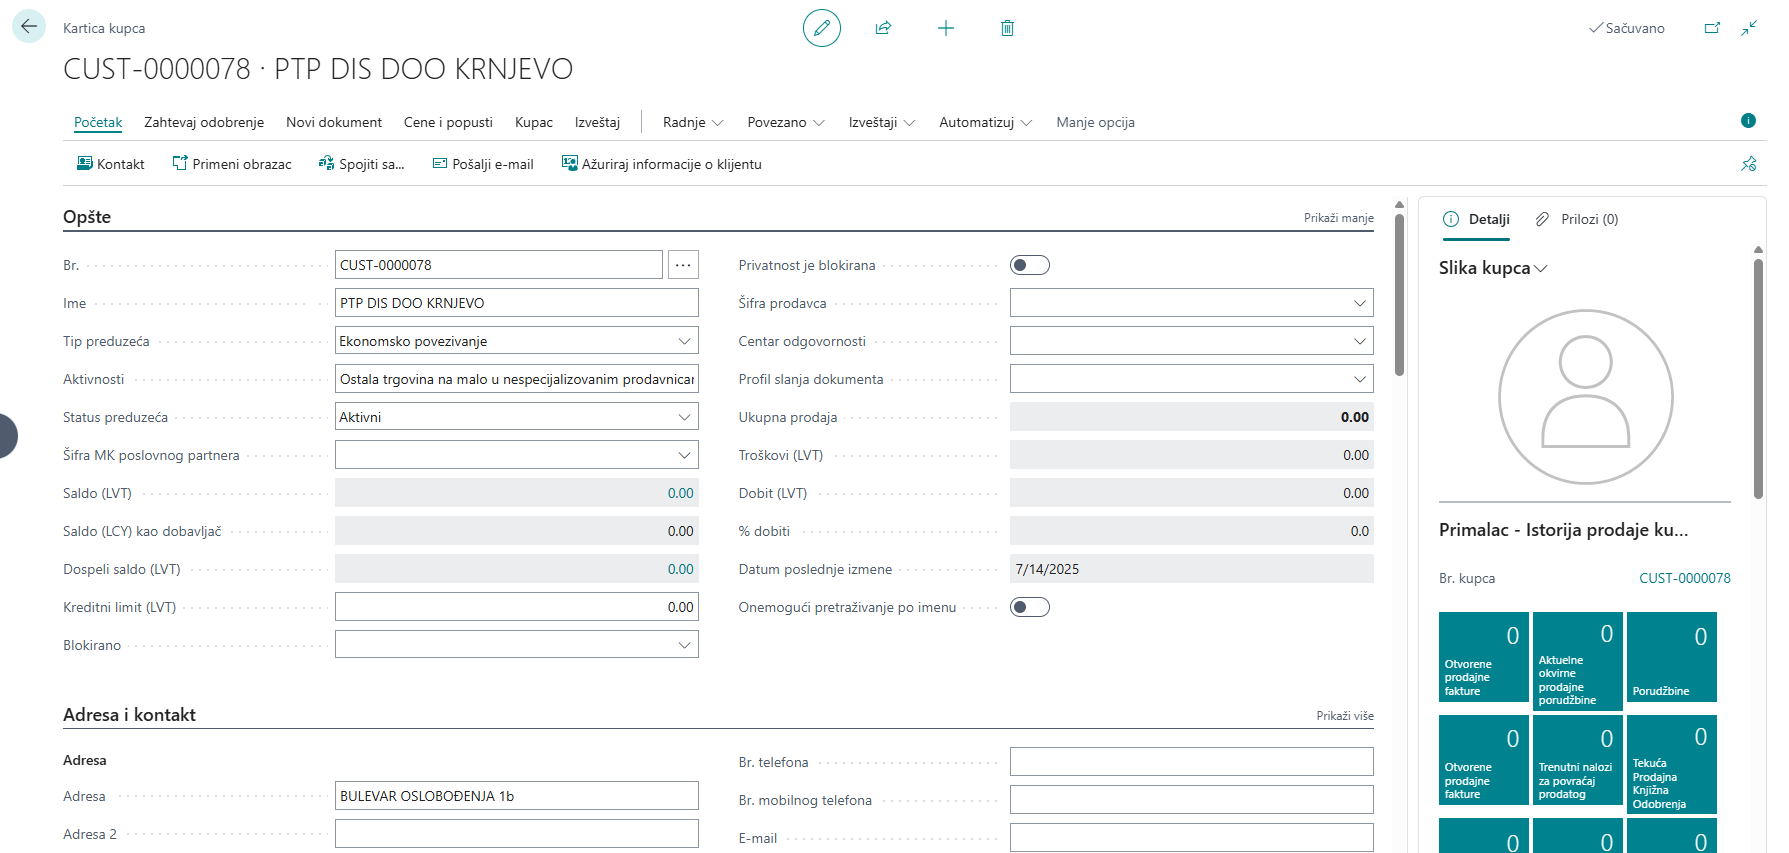 Kartica kupca
Sačuvano
CUST-0000078 · PTP DIS DOO KRNJEVO
Početak
Zahtevaj odobrenje
Novi dokument
Cene i popusti
Kupac
Izveštaj
Radnje
Povezano
Izveštaji
Automatizuj
Manje opcija
Kontakt
Primeni obrazac
Spojiti sa...
Pošalji e-mail
Ažuriraj informacije o klijentu
Opšte
Prikaži manje
Br.
CUST-0000078
Ime
PTP DIS DOO KRNJEVO
Tip preduzeća
Ekonomsko povezivanje
Aktivnosti
Ostala trgovina na malo u nespecijalizovanim
Status preduzeća
Aktivni
Šifra MK poslovnog partnera
Saldo (LVT)
0.00
Saldo (LCY) kao dobavljač
0.00
Dospeli saldo (LVT)
0.00
Kreditni limit (LVT)
0.00
Blokirano
Privatnost je blokirana
Šifra prodavca
Centar odgovornosti
Profil slanja dokumenta
Ukupna prodaja
0.00
Troškovi (LVT)
0.00
Dobit (LVT)
0.00
% dobiti
0.0
Datum poslednje izmene
7/14/2025
Onemogući pretraživanje po imenu
Adresa i kontakt
Prikaži više
Adresa
Adresa
BULEVAR OSLOBOĐENJA 1b
Adresa 2
Br. telefona
Br. mobilnog telefona
E-mail
Detalji
Prilozi (0)
Slika kupca
Primalac - Istorija prodaje ku...
Br. kupca
CUST-0000078
0
Otvorene
prodajne
fakture
0
Aktuelne
okvirne
prodajne
porudžbine
0
Porudžbine
0
Otvorene
prodajne
fakture
0
Trenutni nalozi
za povraćaj
prodatog
0
Tekuća
Prodajna
Knjižna
Odobrenja
0
0
0